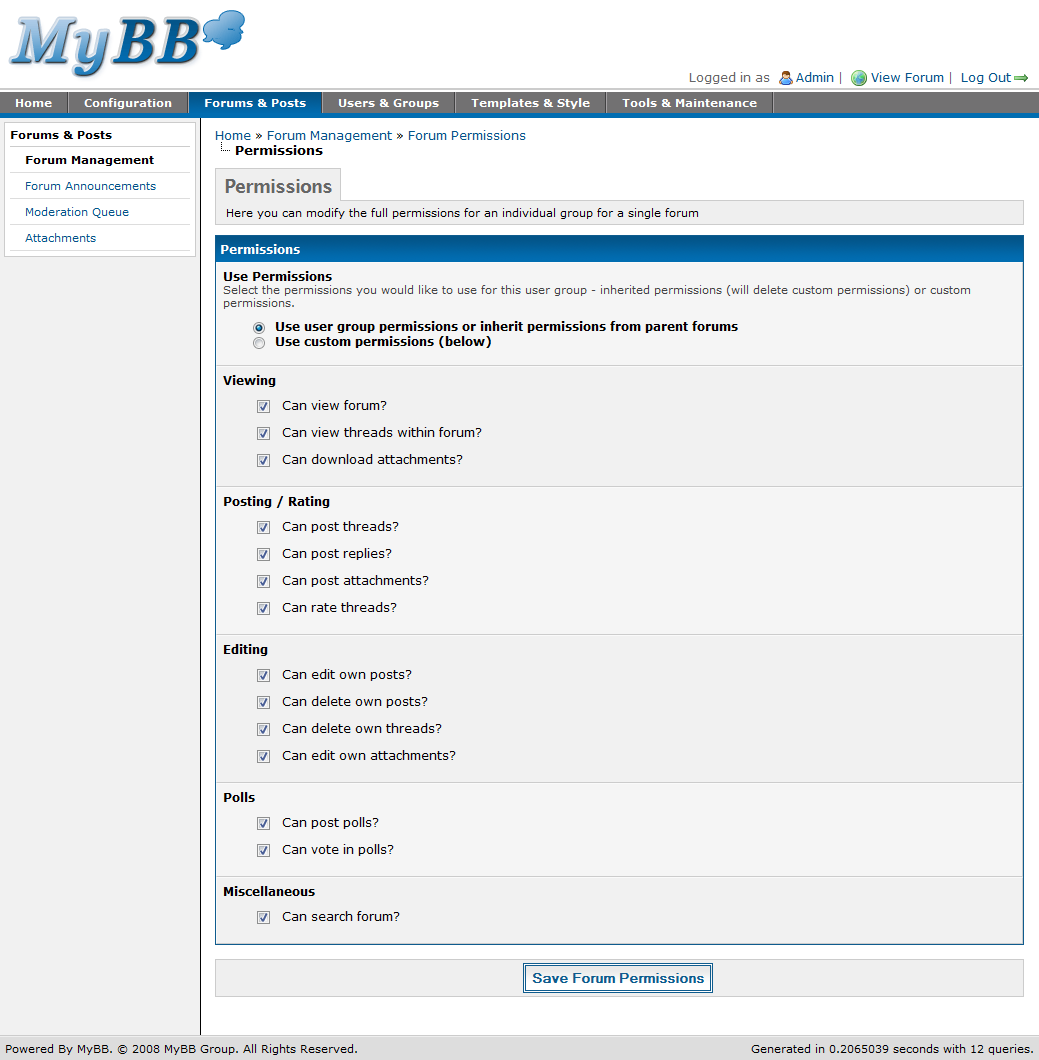 MyBB
Logged in as Admin | View Forum | Log Out
Home Configuration Forums & Posts Users & Groups Templates & Style Tools & Maintenance
Forums & Posts
Forum Management
Forum Announcements
Moderation Queue
Attachments
Home » Forum Management » Forum Permissions
Permissions
Permissions
Here you can modify the full permissions for an individual group for a single forum
Permissions
Use Permissions
Select the permissions you would like to use for this user group - inherited permissions (will delete custom permissions) or custom
permissions.
Use user group permissions or inherit permissions from parent forums
Use custom permissions (below)
Viewing
Can view forum?
Can view threads within forum?
Can download attachments?
Posting / Rating
Can post threads?
Can post replies?
Can post attachments?
Can rate threads?
Editing
Can edit own posts?
Can delete own posts?
Can delete own threads?
Can edit own attachments?
Polls
Can post polls?
Can vote in polls?
Miscellaneous
Can search forum?
Save Forum Permissions
Powered By MyBB. © 2008 MyBB Group. All Rights Reserved.
Generated in 0.2065039 seconds with 12 queries.